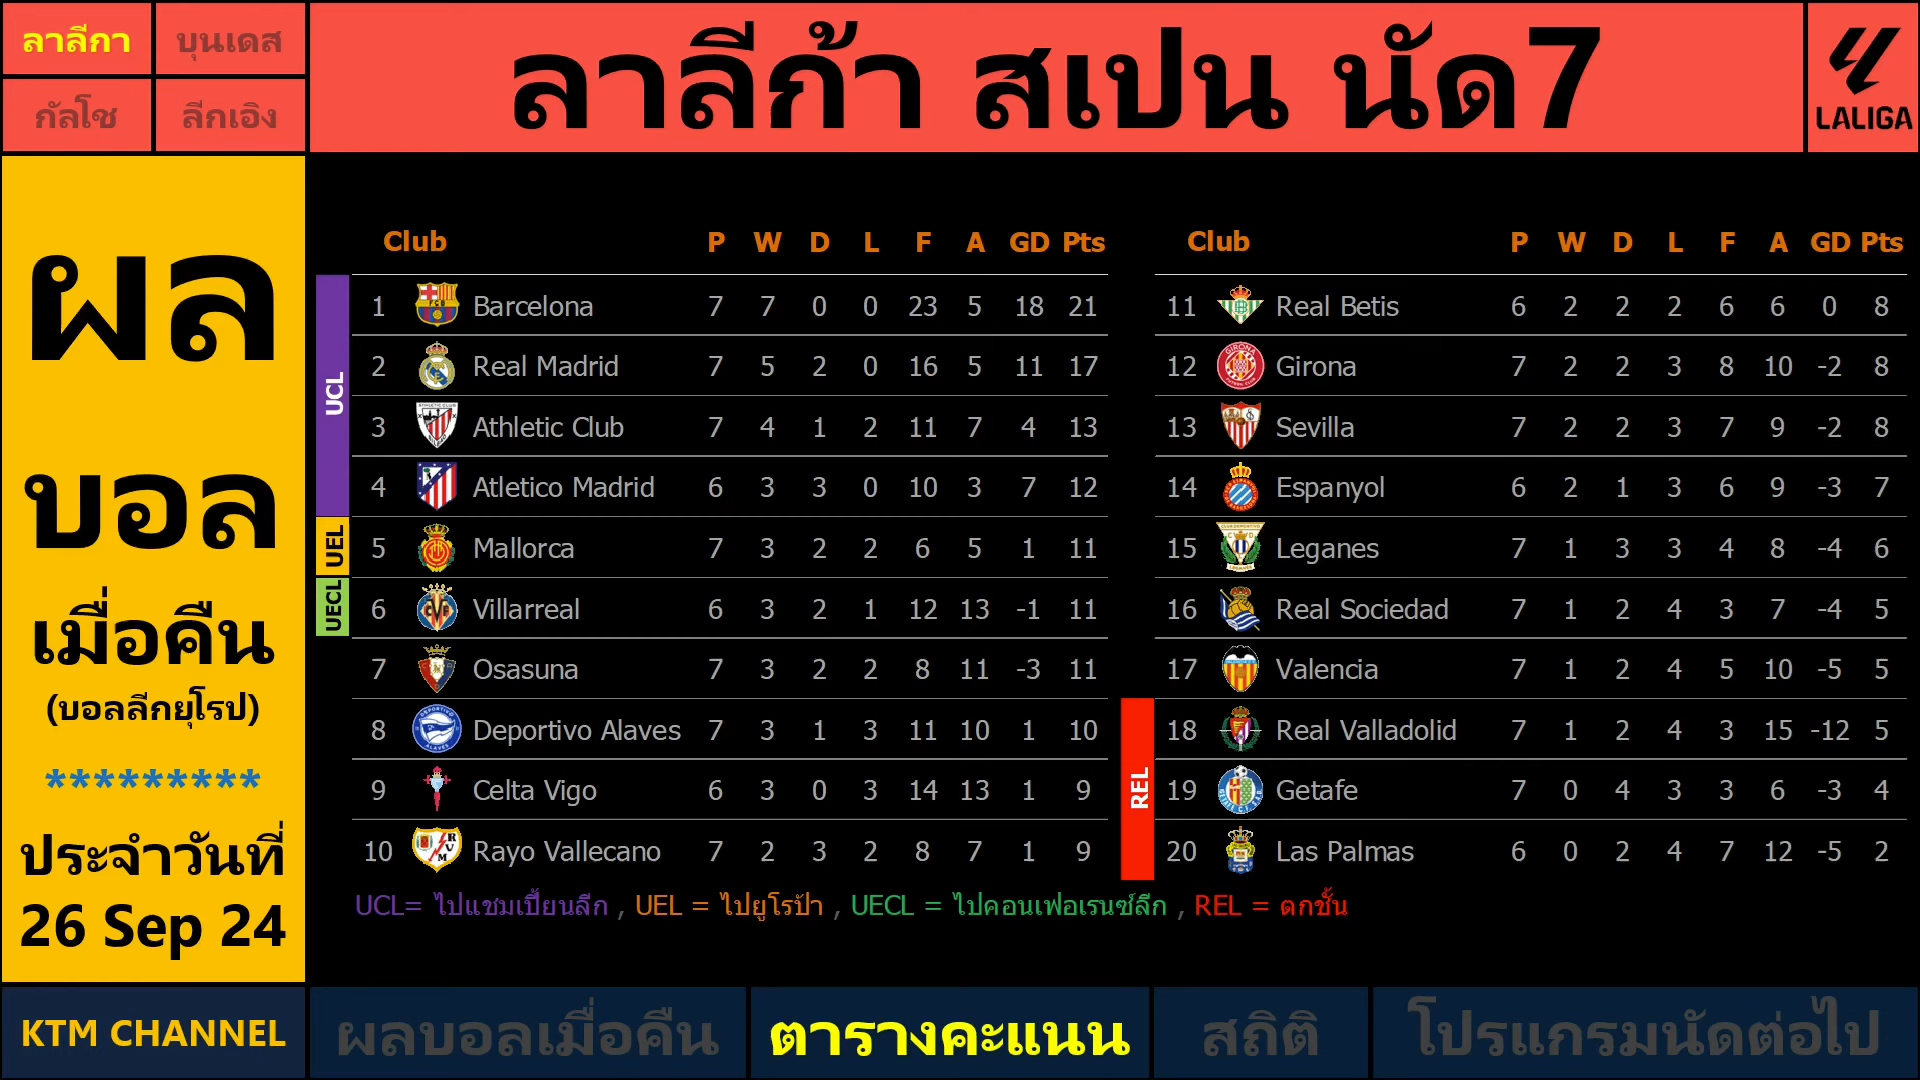 ลาลีกา บุนเดส
กัลโช ลีกเอิง
ลาลีก้า สเปน นัด7
LALIGA
ผล
บอล
เมื่อคืน
(บอลลีกยุโรป)
*********
ประจำวันที่
26 Sep 24
KTM CHANNEL
Club P W D L F A GD Pts
UCL
1 Barcelona 7 7 0 0 23 5 18 21
2 Real Madrid 7 5 2 0 16 5 11 17
3 Athletic Club 7 4 1 2 11 7 4 13
4 Atletico Madrid 6 3 3 0 10 3 7 12
UEL
5 Mallorca 7 3 2 2 6 5 1 11
UECL
6 Villarreal 6 3 2 1 12 13 -1 11
7 Osasuna 7 3 2 2 8 11 -3 11
8 Deportivo Alaves 7 3 1 3 11 10 1 10
9 Celta Vigo 6 3 0 3 14 13 1 9
10 Rayo Vallecano 7 2 3 2 8 7 1 9
Club P W D L F A GD Pts
11 Real Betis 6 2 2 2 6 6 0 8
12 Girona 7 2 2 3 8 10 -2 8
13 Sevilla 7 2 2 3 7 9 -2 8
14 Espanyol 6 2 1 3 6 9 -3 7
15 Leganes 7 1 3 3 4 8 -4 6
16 Real Sociedad 7 1 2 4 3 7 -4 5
17 Valencia 7 1 2 4 5 10 -5 5
REL
18 Real Valladolid 7 1 2 4 3 15 -12 5
19 Getafe 7 0 4 3 3 6 -3 4
20 Las Palmas 6 0 2 4 7 12 -5 2
UCL= ไปแชมเปี้ยนลีก , UEL = ไปยูโรป้า , UECL = ไปคอนเฟอเรนซ์ลีก , REL = ตกชั้น
ผลบอลเมื่อคืน ตารางคะแนน สถิติ โปรแกรมนัดต่อไป